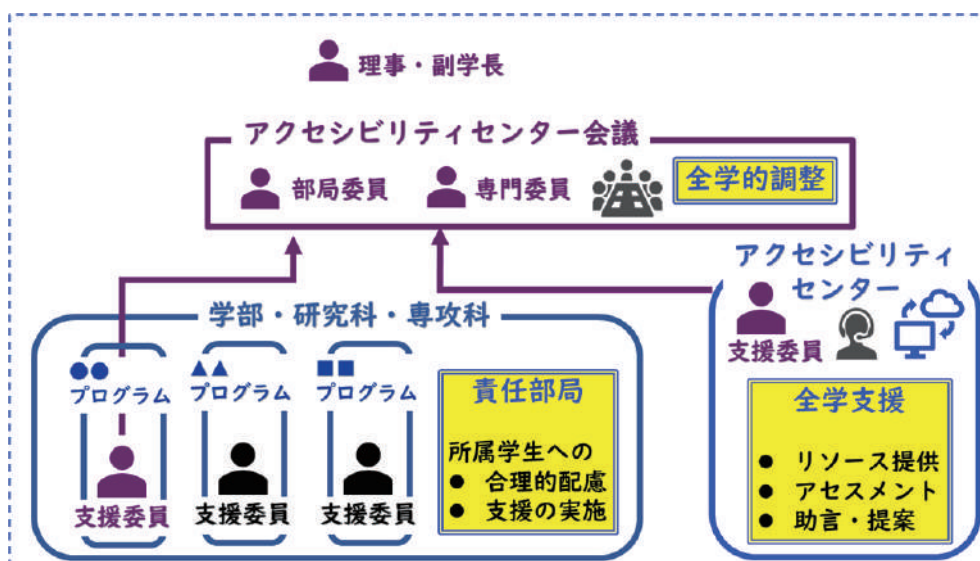 理事・副学長
アクセシビリティセンター会議
部局委員
専門委員
全学的調整
学部・研究科・専攻科
●●
プログラム
支援委員
▲▲
プログラム
支援委員
■■
プログラム
支援委員
責任部局
所属学生への
● 合理的配慮
● 支援の実施
アクセシビリティ
センター
支援委員
全学支援
● リソース提供
● アセスメント
● 助言・提案